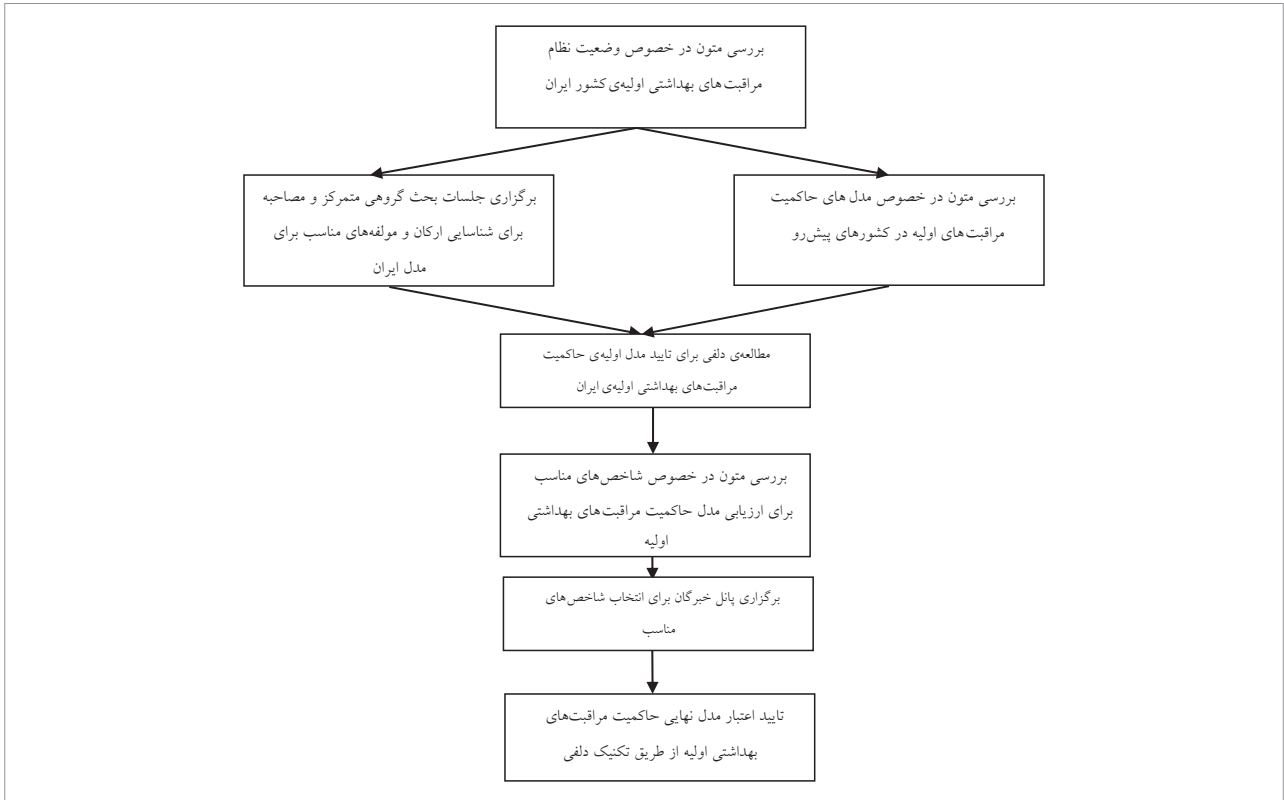 بررسی متون در خصوص وضعیت نظام
مراقبت‌های بهداشتی اولیه‌ی کشور ایران
بررسی متون در خصوص مدل های حاکمیت
مراقبت‌های اولیه در کشورهای پیش‌رو
برگزاری جلسات بحث گروهی متمرکز و مصاحبه
برای شناسایی ارکان و مولفه‌های مناسب برای
مدل ایران
مطالعه‌ی دلفی برای تایید مدل اولیه‌ی حاکمیت
مراقبت‌های بهداشتی اولیه‌ی ایران
بررسی متون در خصوص شاخص‌های مناسب
برای ارزیابی مدل حاکمیت مراقبت‌های بهداشتی
اولیه
برگزاری پانل خبرگان برای انتخاب شاخص‌های
مناسب
تایید اعتبار مدل نهایی حاکمیت مراقبت‌های
بهداشتی اولیه از طریق تکنیک دلفی